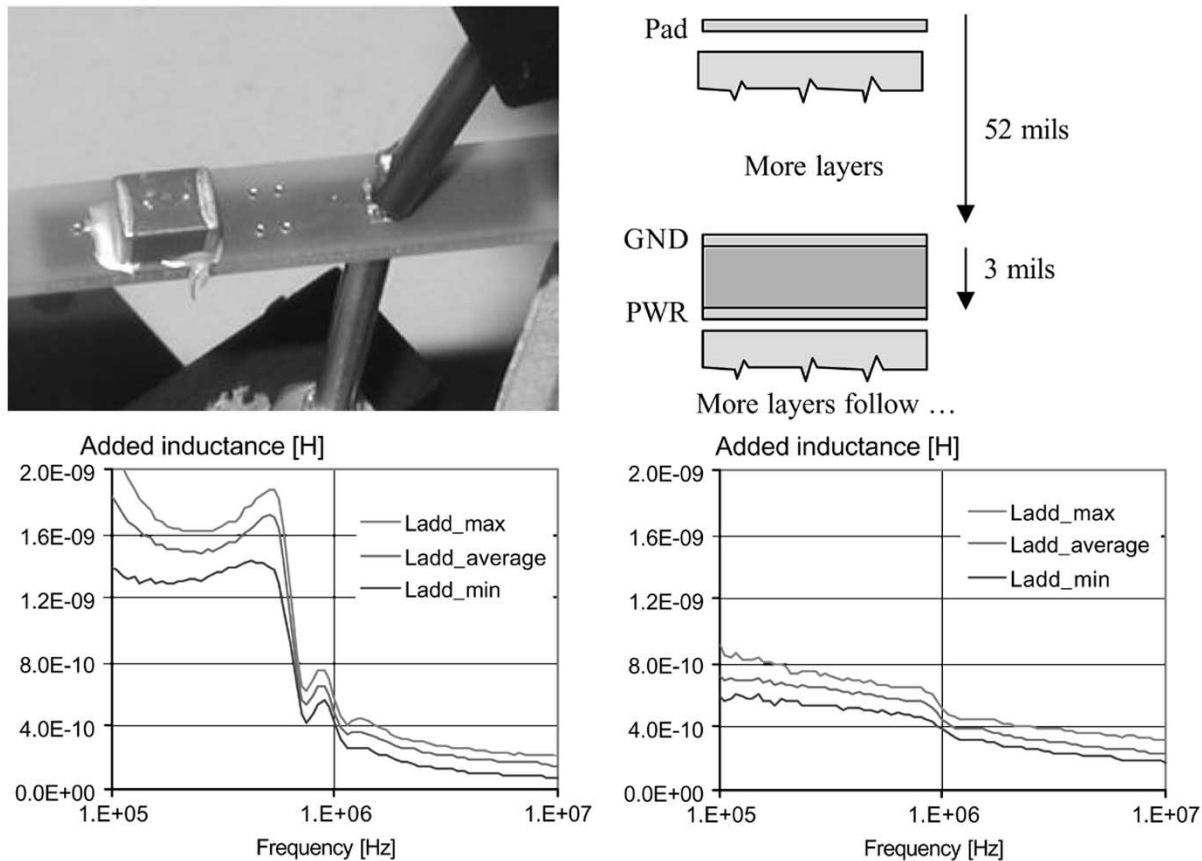 Pad
52 mils
More layers
GND
3 mils
PWR
More layers follow ...
Added inductance [H]
2.0E-09
1.6E-09
1.2E-09
8.0E-10
4.0E-10
0.0E+00
Ladd_max
Ladd_average
Ladd_min
1.E+05
1.E+06
1.E+07
Frequency [Hz]
Added inductance [H]
2.0E-09
1.6E-09
1.2E-09
8.0E-10
4.0E-10
0.0E+00
Ladd_max
Ladd_average
Ladd_min
1.E+05
1.E+06
1.E+07
Frequency [Hz]